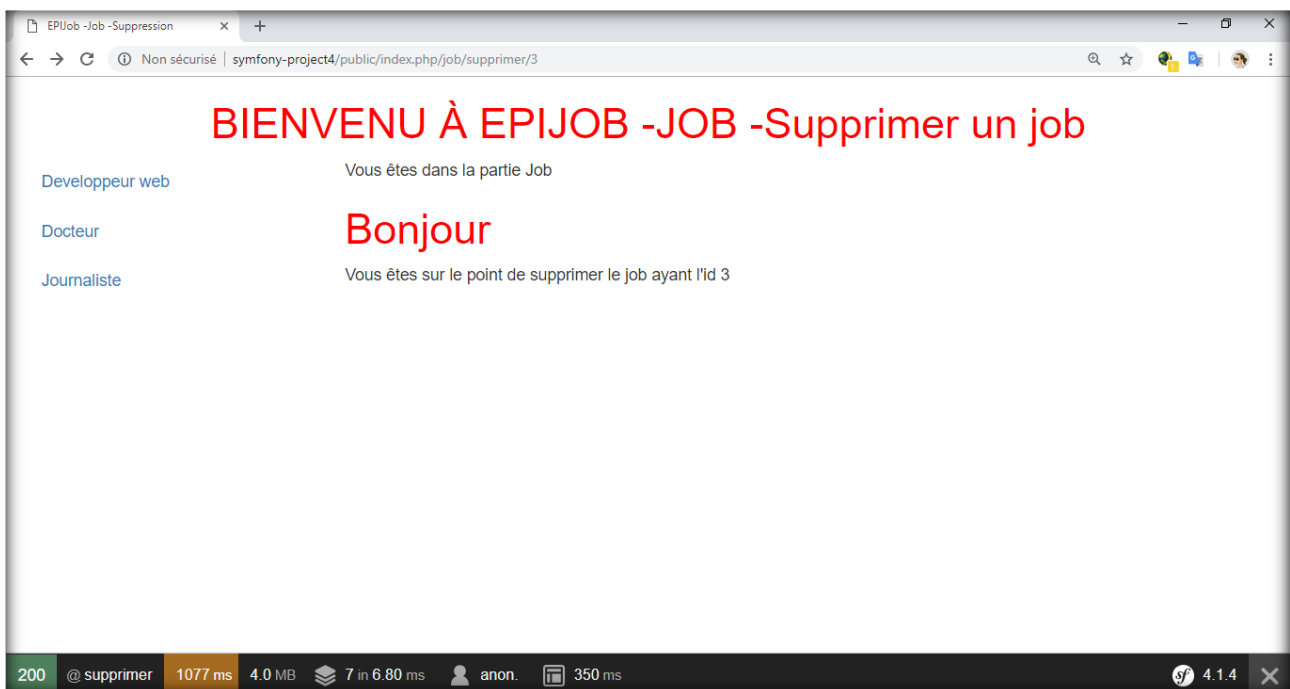 EPIJob -Job -Suppression
Non sécurisé | symfony-project4/public/index.php/job/supprimer/3
BIENVENU À EPIJOB -JOB -Supprimer un job
Developpeur web
Docteur
Journaliste
Vous êtes dans la partie Job
Bonjour
Vous êtes sur le point de supprimer le job ayant l'id 3
200 @ supprimer 1077 ms 4.0 MB 7 in 6.80 ms anon. 350 ms sf 4.1.4